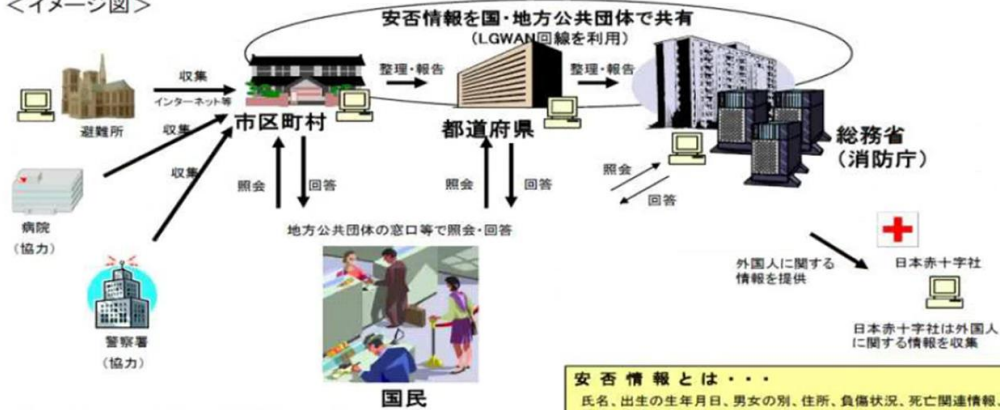 ＜イメージ図＞
安否情報を国・地方公共団体で共有
（LGWAN回線を利用）
収集
インターネット等
避難所
収集
収集
病院
（協力）
警察署
（協力）
市区町村
整理・報告
都道府県
整理・報告
総務省
（消防庁）
照会
回答
照会
回答
照会
回答
地方公共団体の窓口等で照会・回答
国民
外国人に関する
情報を提供
日本赤十字社
日本赤十字社は外国人
に関する情報を収集
安否情報とは・・・
氏名、出生の生年月日、男女の別、住所、負傷状況、死亡関連情報、